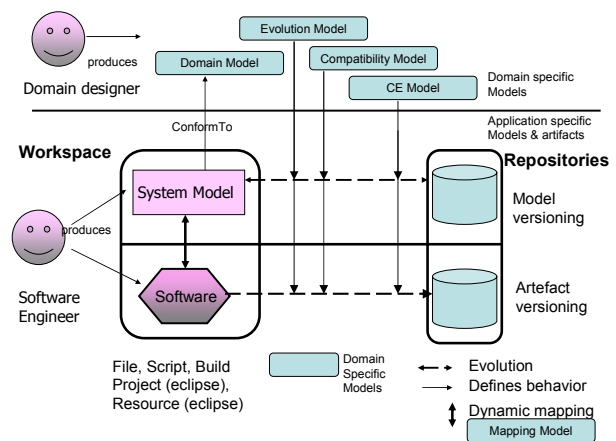 Evolution Model
produces
Domain Model
Compatibility Model
Domain designer
CE Model
Domain specific
Models
ConformTo
Application specific
Models & artifacts
Workspace
Repositories
System Model
Model
versioning
produces
Software
Engineer
Software
Artefact
versioning
File, Script, Build
Project (eclipse),
Resource (eclipse)
Domain
Specific
Models
Evolution
Defines behavior
Dynamic mapping
Mapping Model